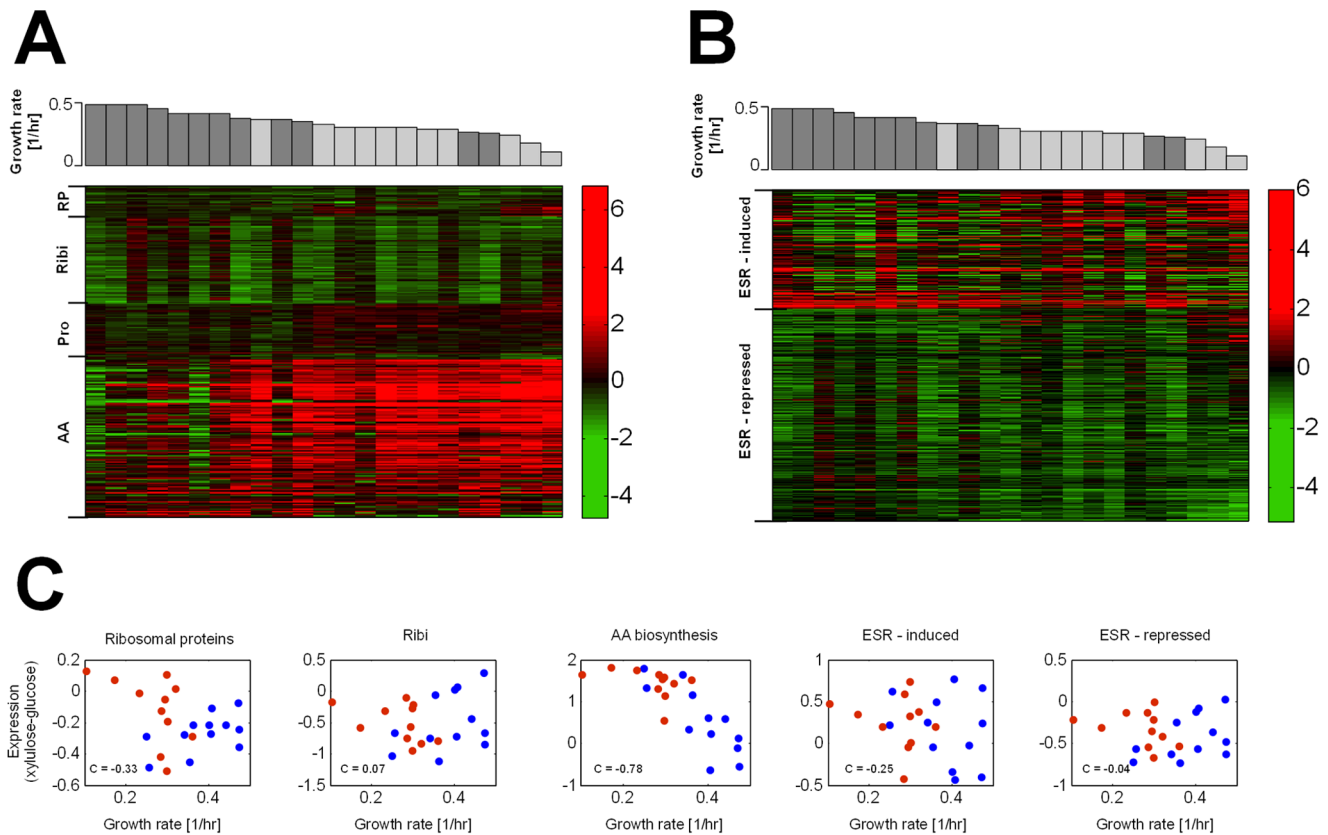 A
B
Growth rate
[1/hr]
0.5
0
Growth rate
[1/hr]
0.5
0
RP
Ribi
Pro
AA
6
4
2
0
-2
-4
ESR - induced
ESR - repressed
6
4
2
0
-2
-4
C
Expression
(xylulose-glucose)
Ribosomal proteins
0.2
0
-0.2
-0.4
-0.6
C = -0.33
0.2 0.4
Growth rate [1/hr]
Ribi
0.5
0
-0.5
-1
-1.5
C = 0.07
0.2 0.4
Growth rate [1/hr]
AA biosynthesis
2
1
0
-1
C = -0.78
0.2 0.4
Growth rate [1/hr]
ESR - induced
1
0.5
0
-0.5
C = -0.25
0.2 0.4
Growth rate [1/hr]
ESR - repressed
0.5
0
-0.5
-1
C = -0.04
0.2 0.4
Growth rate [1/hr]